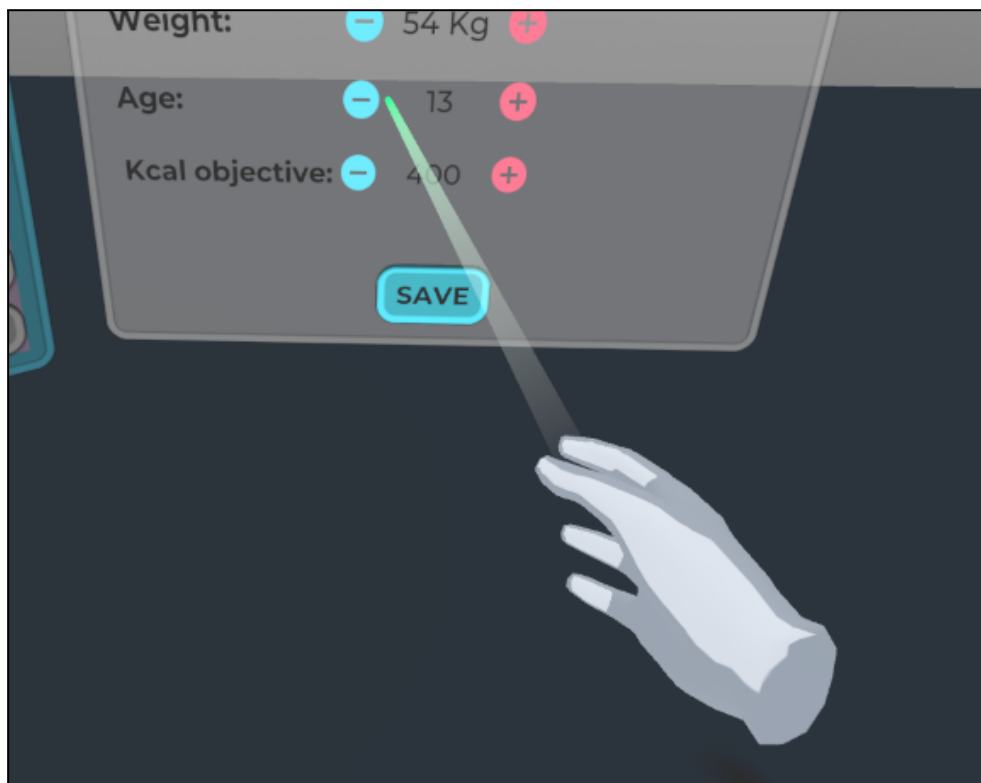 Weight: − 54 Kg +
Age: − 13 +
Kcal objective: − 400 +
SAVE